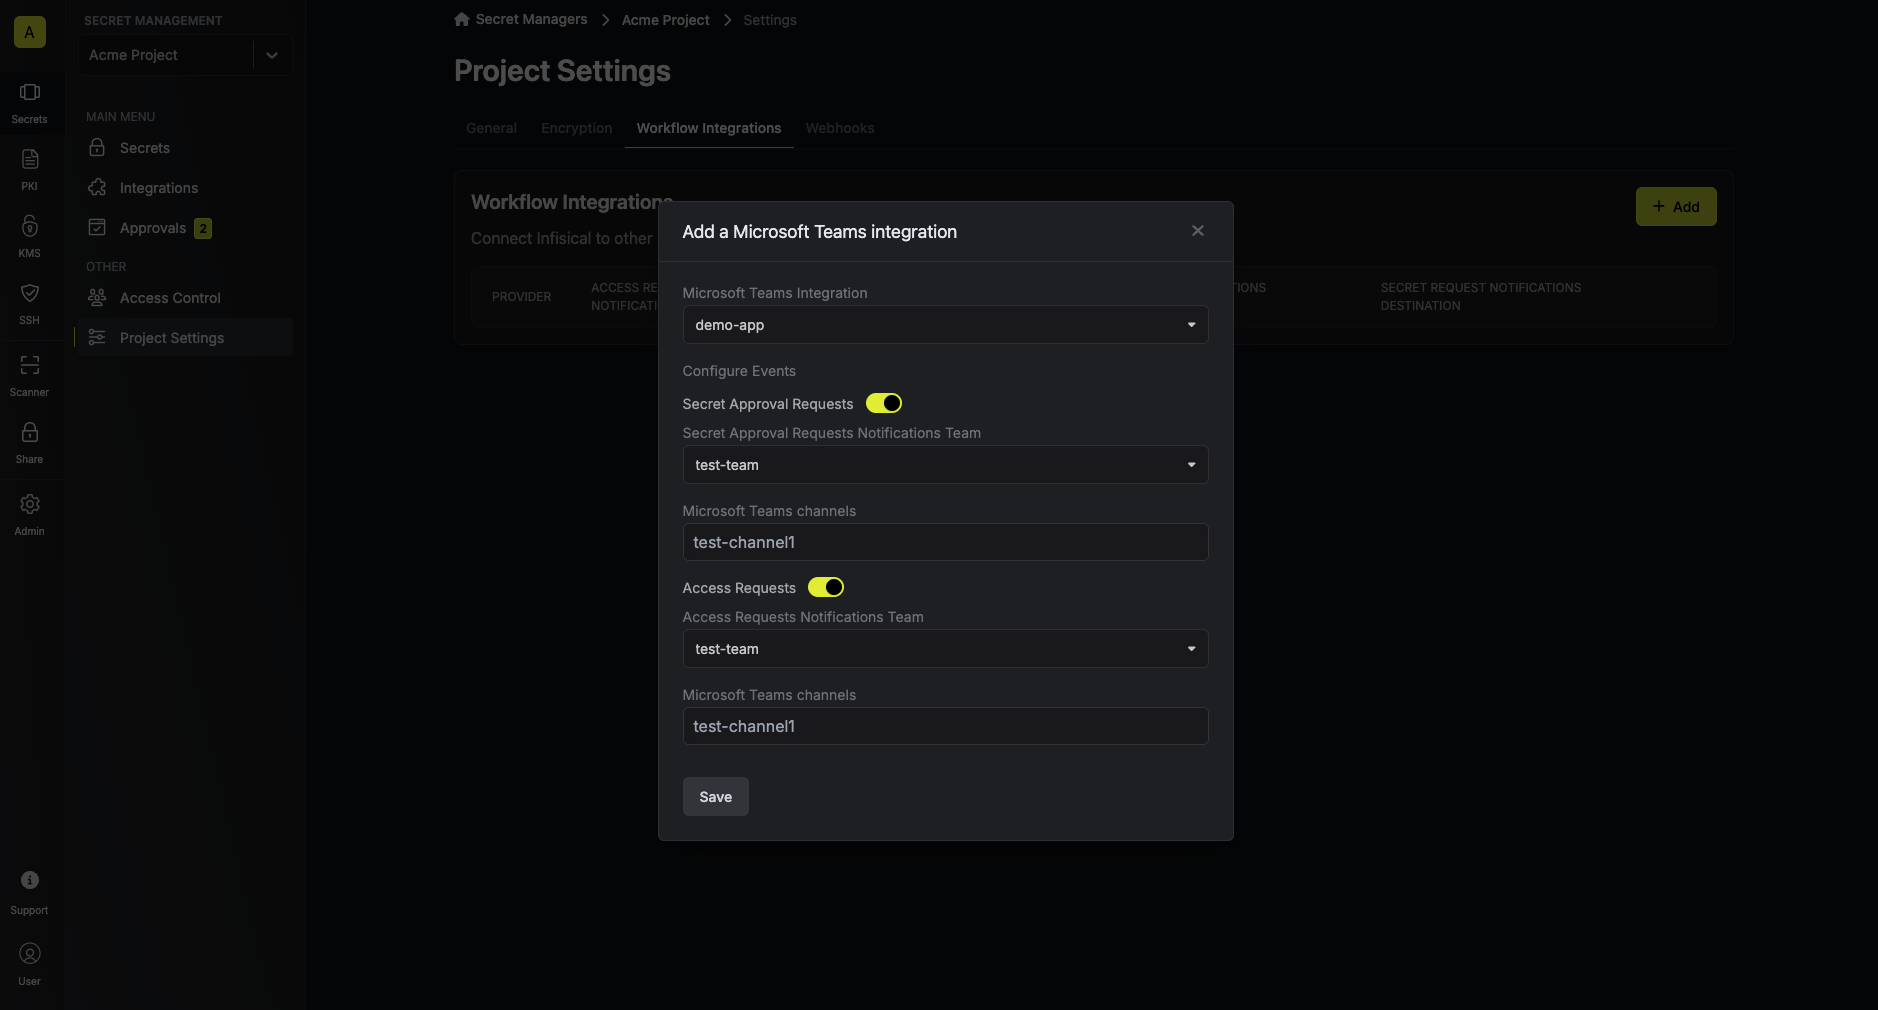 A
Secrets
PKI
KMS
SSH
Scanner
Share
Admin
Support
User
SECRET MANAGEMENT
Acme Project
MAIN MENU
Secrets
Integrations
Approvals 2
OTHER
Access Control
Project Settings
Secret Managers > Acme Project > Settings
Project Settings
General Encryption Workflow Integrations Webhooks
Workflow Integrations
+ Add
Connect Infisical to other
PROVIDER
SECRET REQUEST NOTIFICATIONS
DESTINATION
Add a Microsoft Teams integration
Microsoft Teams Integration
demo-app
Configure Events
Secret Approval Requests
Secret Approval Requests Notifications Team
test-team
Microsoft Teams channels
test-channel1
Access Requests
Access Requests Notifications Team
test-team
Microsoft Teams channels
test-channel1
Save